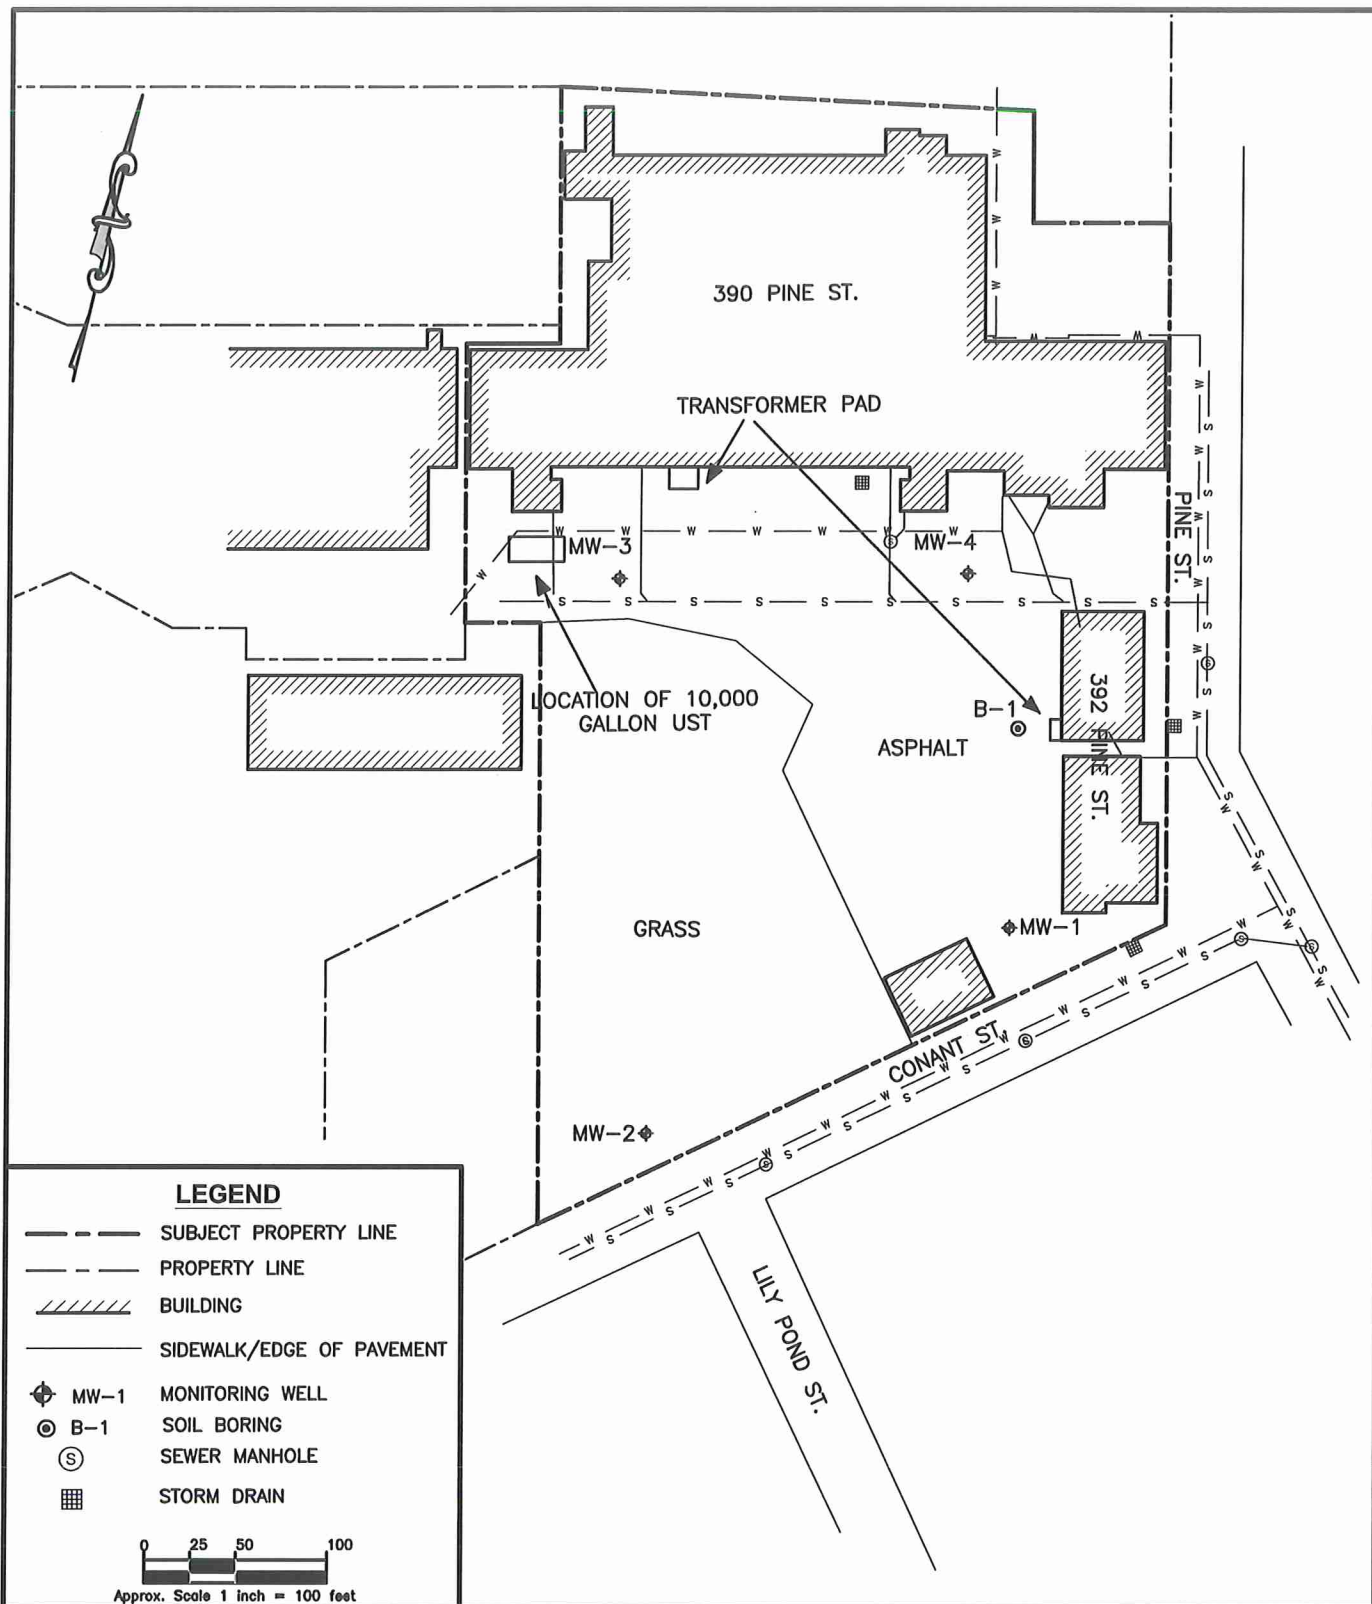 390 PINE ST.
TRANSFORMER PAD
PINE ST.
MW-3
MW-4
LOCATION OF 10,000
GALLON UST
B-1
392 PINE ST.
ASPHALT
GRASS
MW-1
CONANT ST.
MW-2
LILY POND ST.
LEGEND
SUBJECT PROPERTY LINE
PROPERTY LINE
BUILDING
SIDEWALK/EDGE OF PAVEMENT
MW-1 MONITORING WELL
B-1 SOIL BORING
S SEWER MANHOLE
STORM DRAIN
0 25 50 100
Approx. Scale 1 inch = 100 feet